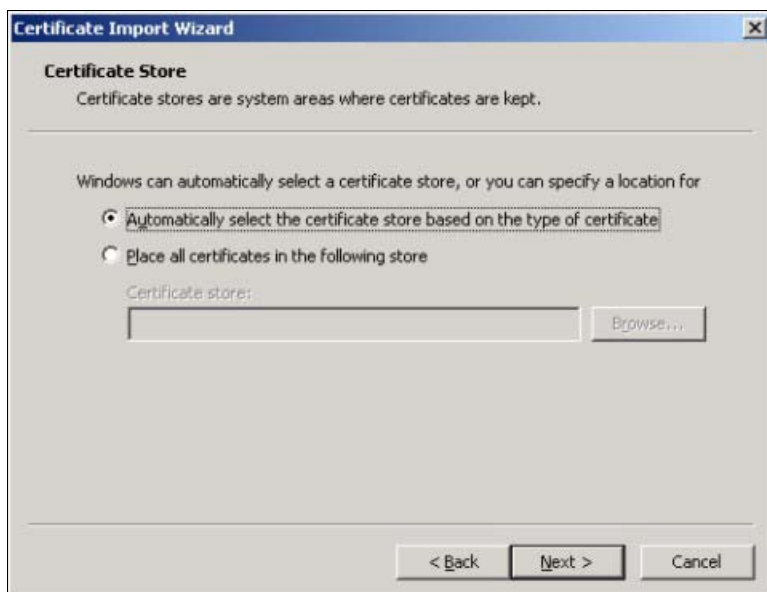 Certificate Import Wizard
Certificate Store
Certificate stores are system areas where certificates are kept.
Windows can automatically select a certificate store, or you can specify a location for
Automatically select the certificate store based on the type of certificate
Place all certificates in the following store
Certificate store:
Browse...
< Back
Next >
Cancel